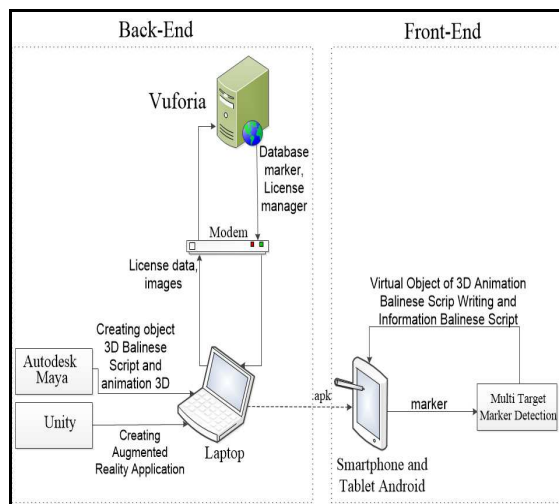 Back-End
Front-End
Vuforia
Database
marker,
License
manager
Modem
License data,
images
Virtual Object of 3D Animation
Balinese Scrip Writing and
Information Balinese Script
Creating object
3D Balinese
Script and
animation 3D
Autodesk
Maya
Unity
Creating
Augmented
Reality Application
Laptop
.apk
marker
Multi Target
Marker Detection
Smartphone and
Tablet Android